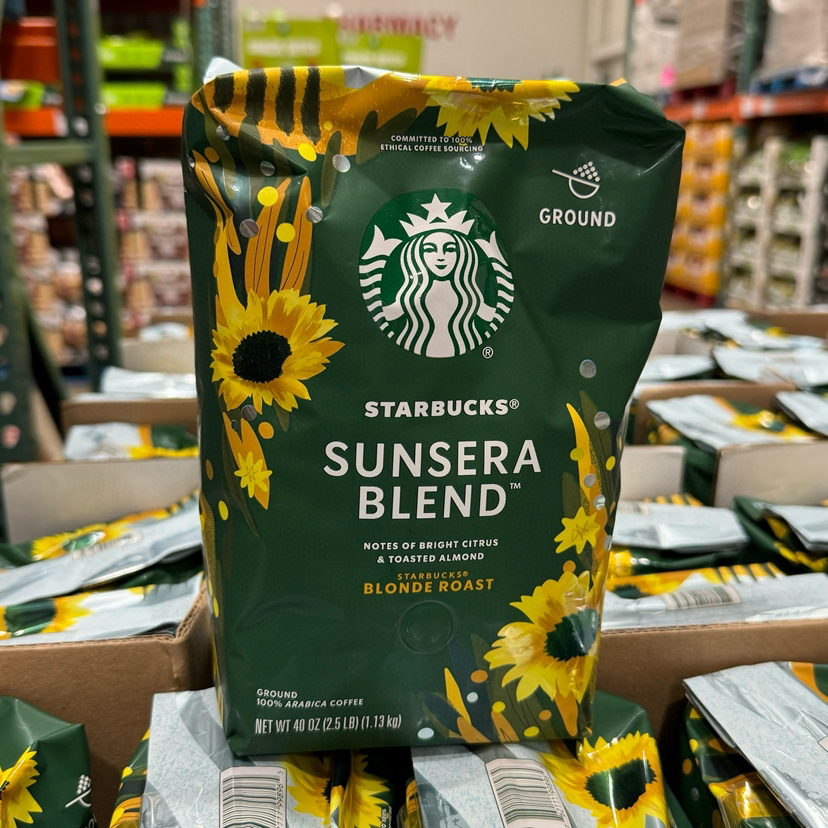 PHARMACY
COMMITTED TO 100%
ETHICAL COFFEE SOURCING
GROUND
®
STARBUCKS®
SUNSERA
BLEND™
NOTES OF BRIGHT CITRUS
& TOASTED ALMOND
STARBUCKS®
BLONDE ROAST
GROUND
100% ARABICA COFFEE
NET WT 40 OZ (2.5 LB) (1.13 kg)